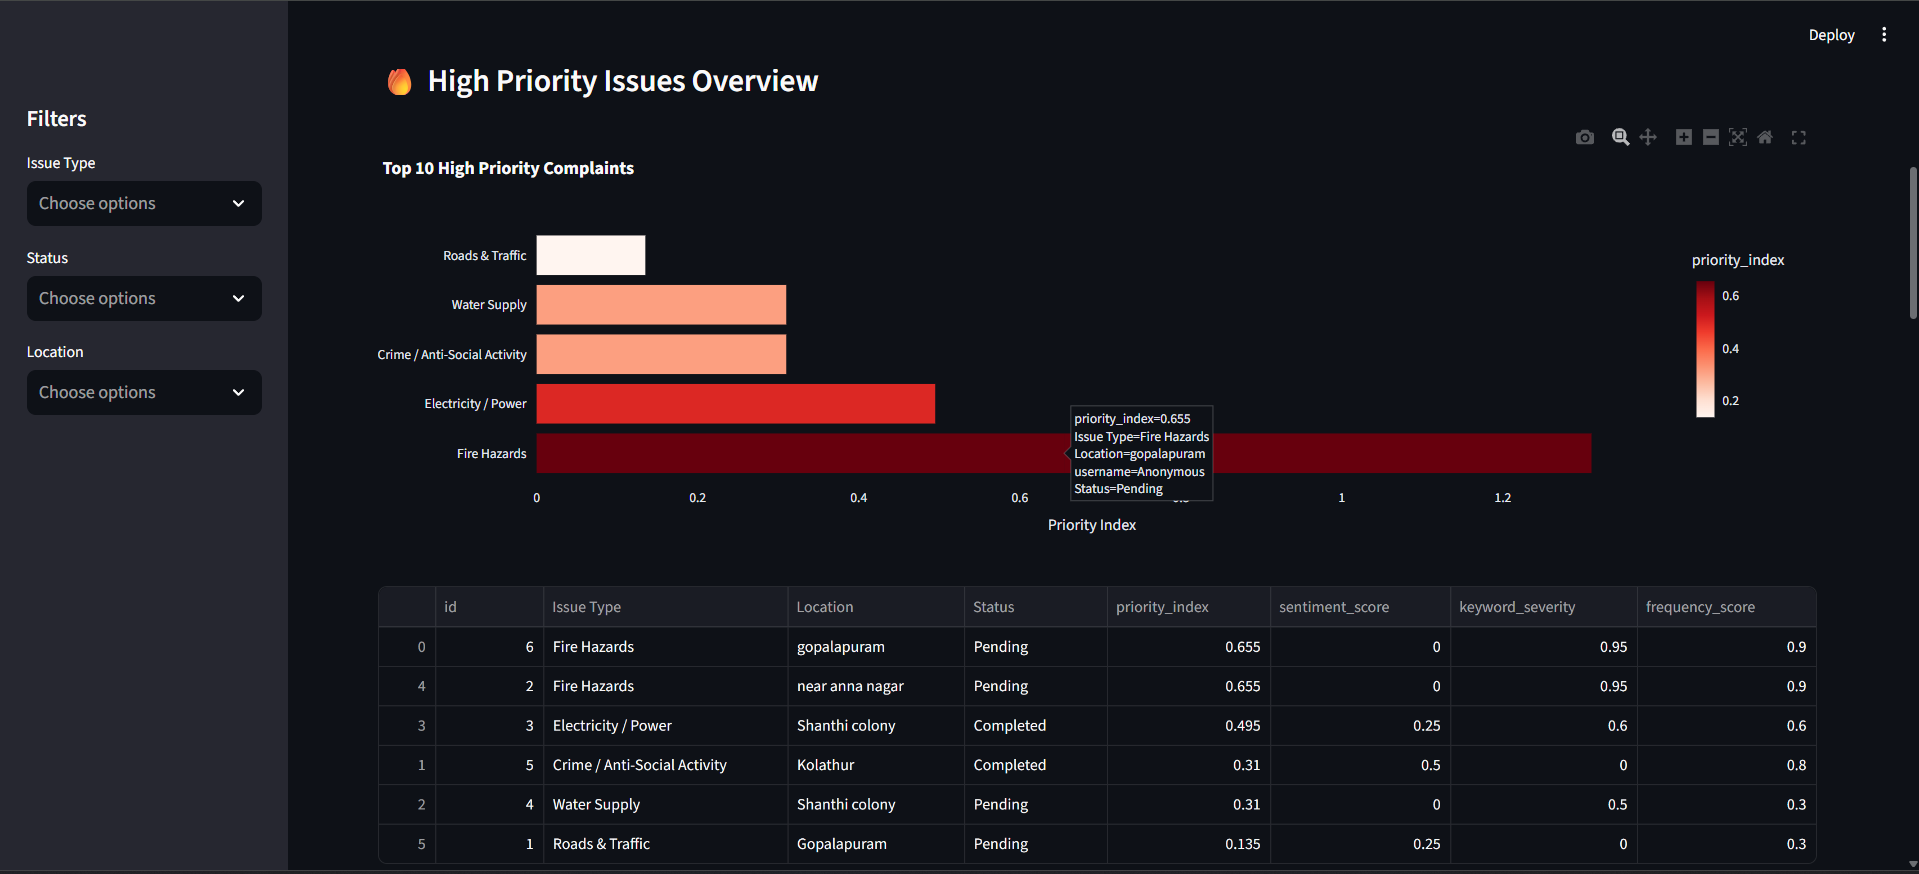 Deploy
High Priority Issues Overview
Filters
Issue Type
Choose options
Status
Choose options
Location
Choose options
Top 10 High Priority Complaints
Roads & Traffic
Water Supply
Crime / Anti-Social Activity
Electricity / Power
Fire Hazards
priority_index=0.655
Issue Type=Fire Hazards
Location=gopalapuram
username=Anonymous
Status=Pending
0 0.2 0.4 0.6 1 1.2
Priority Index
priority_index
0.6
0.4
0.2
id Issue Type Location Status priority_index sentiment_score keyword_severity frequency_score
0 6 Fire Hazards gopalapuram Pending 0.655 0 0.95 0.9
4 2 Fire Hazards near anna nagar Pending 0.655 0 0.95 0.9
3 3 Electricity / Power Shanthi colony Completed 0.495 0.25 0.6 0.6
1 5 Crime / Anti-Social Activity Kolathur Completed 0.31 0.5 0 0.8
2 4 Water Supply Shanthi colony Pending 0.31 0 0.5 0.3
5 1 Roads & Traffic Gopalapuram Pending 0.135 0.25 0 0.3